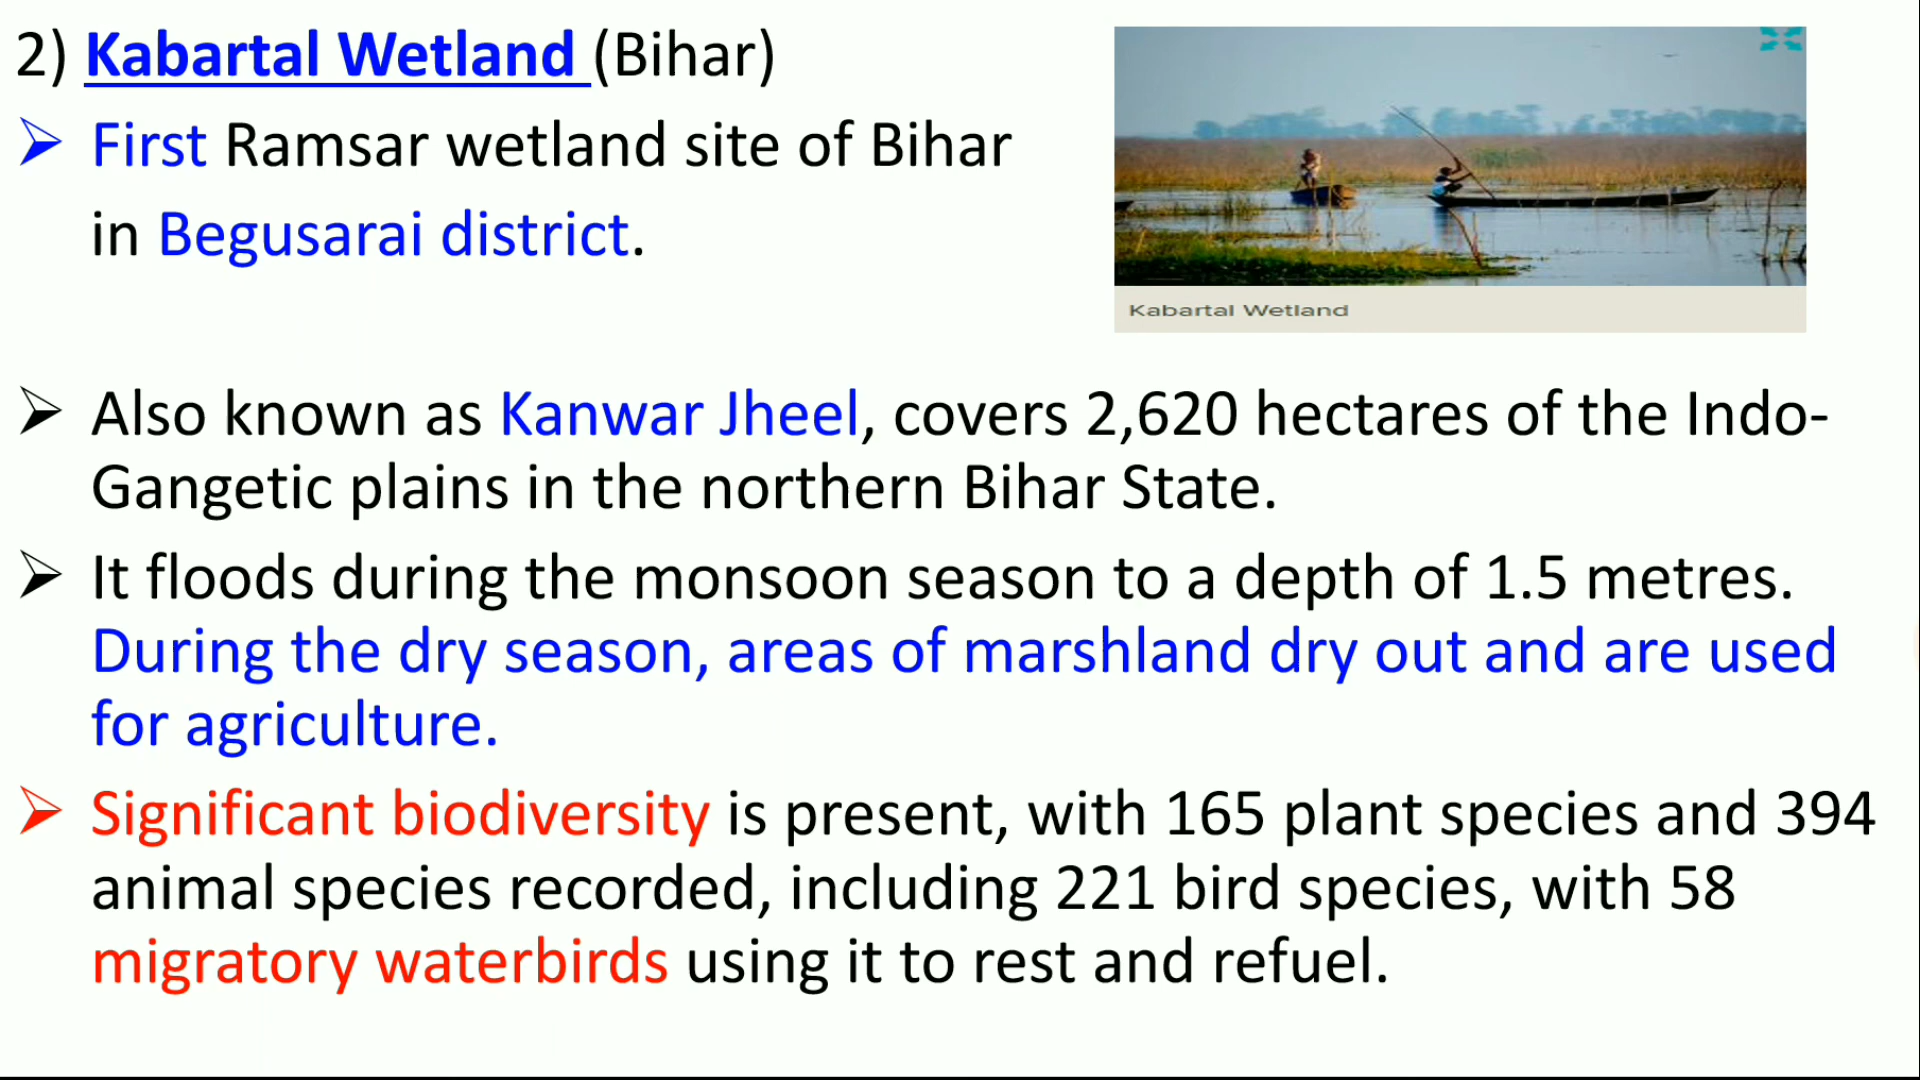 2) Kabartal Wetland (Bihar)
➢ First Ramsar wetland site of Bihar
in Begusarai district.
Kabartal Wetland
➢ Also known as Kanwar Jheel, covers 2,620 hectares of the Indo-
Gangetic plains in the northern Bihar State.
➢ It floods during the monsoon season to a depth of 1.5 metres.
During the dry season, areas of marshland dry out and are used
for agriculture.
➢ Significant biodiversity is present, with 165 plant species and 394
animal species recorded, including 221 bird species, with 58
migratory waterbirds using it to rest and refuel.